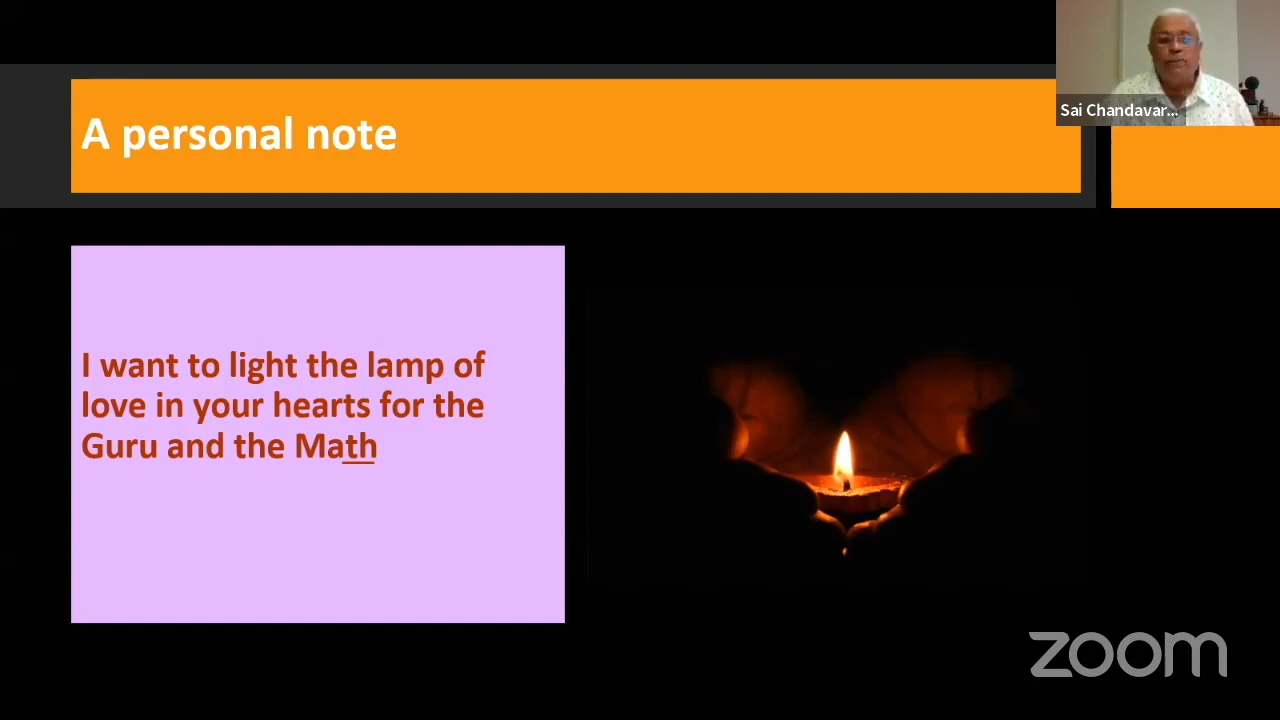 A personal note
Sai Chandavar...
I want to light the lamp of
love in your hearts for the
Guru and the Math
zoom